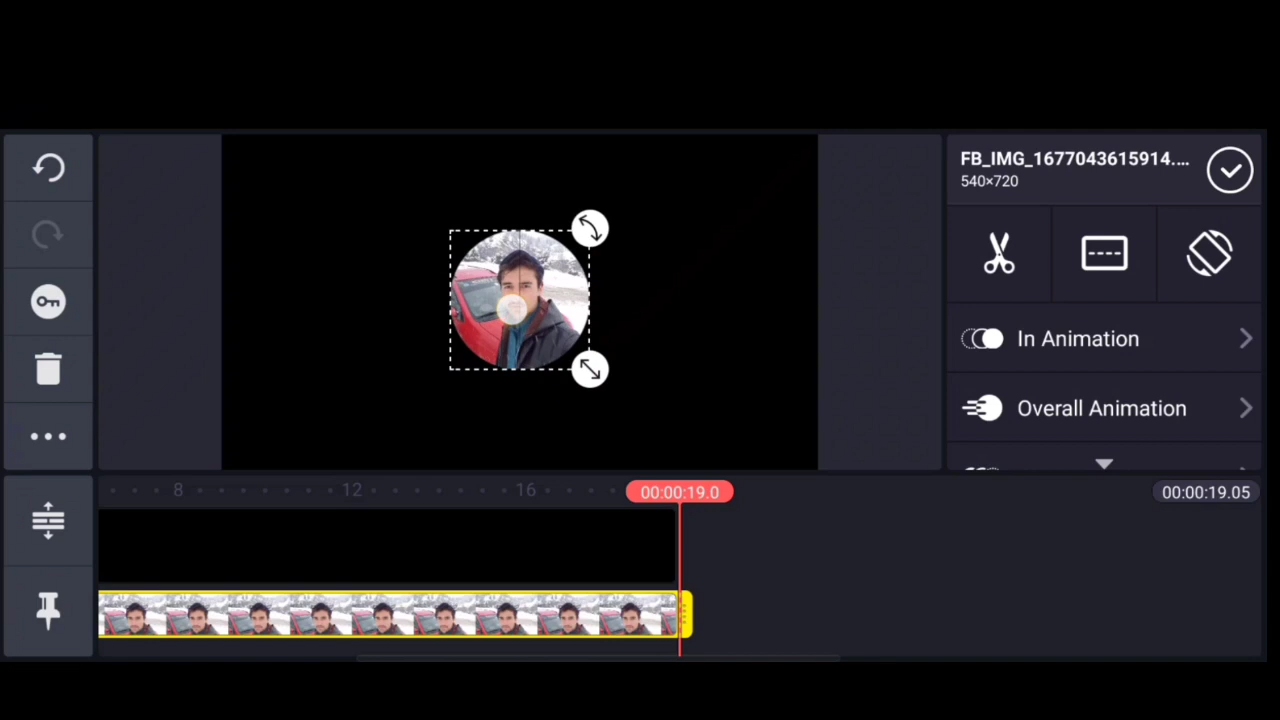 FB_IMG_1677043615914....
540×720
In Animation
Overall Animation
8
12
16
00:00:19.0
00:00:19.05